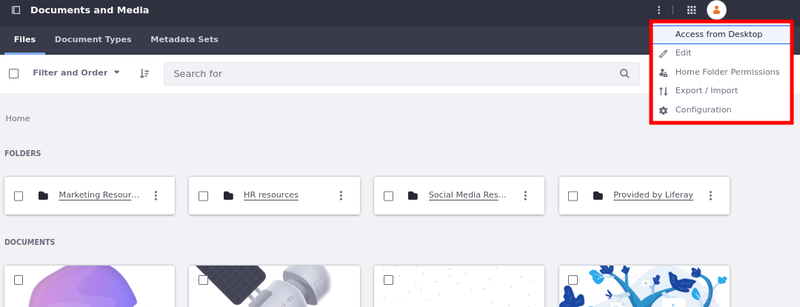 Documents and Media
Files Document Types Metadata Sets
Access from Desktop
Edit
Home Folder Permissions
Export / Import
Configuration
Filter and Order Search for
Home
FOLDERS
Marketing Resour... HR resources Social Media Res... Provided by Liferay
DOCUMENTS